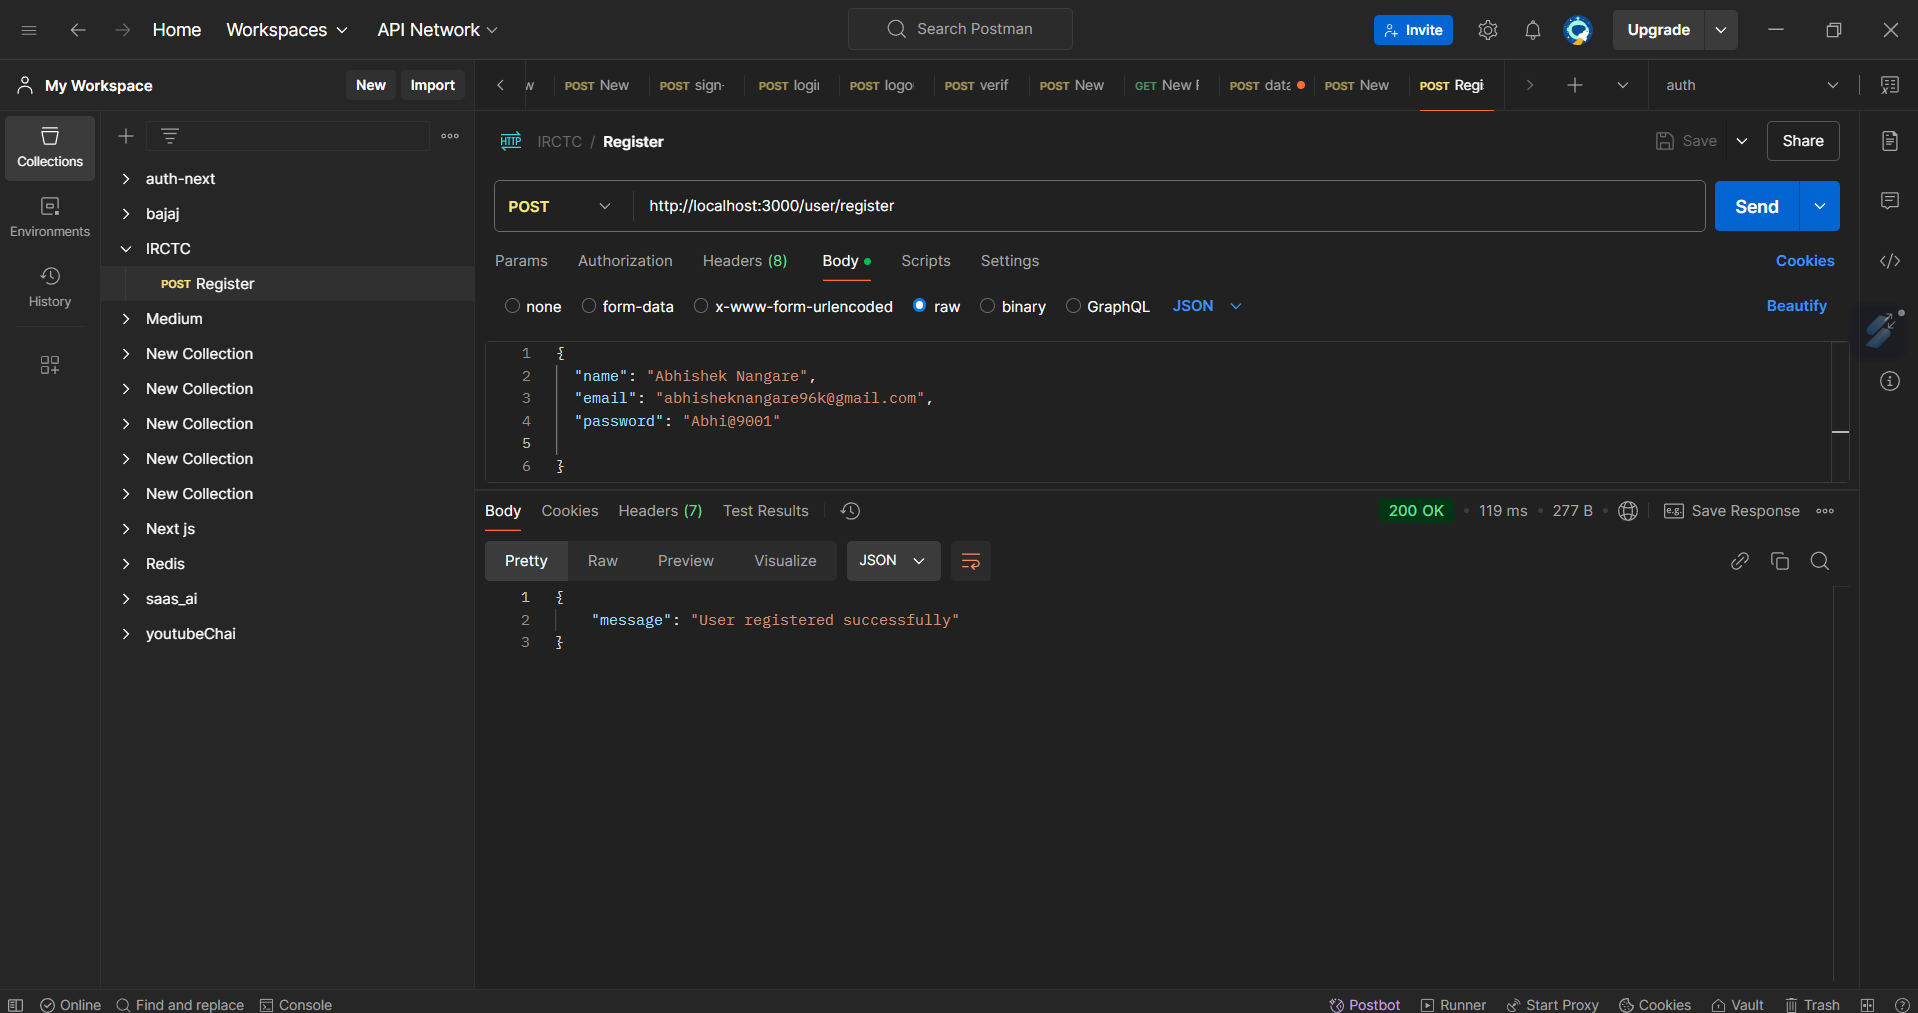 Home Workspaces API Network Search Postman Invite Upgrade
My Workspace New Import
POST New POST sign- POST logi POST logo POST verif POST New GET New POST data POST New POST Regi auth
Collections
Environments
History
auth-next
bajaj
IRCTC
POST Register
Medium
New Collection
New Collection
New Collection
New Collection
New Collection
Next js
Redis
saas_ai
youtubeChai
HTTP IRCTC / Register Save Share
POST http://localhost:3000/user/register Send
Params Authorization Headers (8) Body Scripts Settings Cookies
none form-data x-www-form-urlencoded raw binary GraphQL JSON Beautify
1 {
2 "name": "Abhishek Nangare",
3 "email": "abhisheknangare96k@gmail.com",
4 "password": "Abhi@9001"
5
6 }
Body Cookies Headers (7) Test Results 200 OK • 119 ms • 277 B • e.g. Save Response
Pretty Raw Preview Visualize JSON
1 {
2 "message": "User registered successfully"
3 }
Online Find and replace Console Postbot Runner Start Proxy Cookies Vault Trash